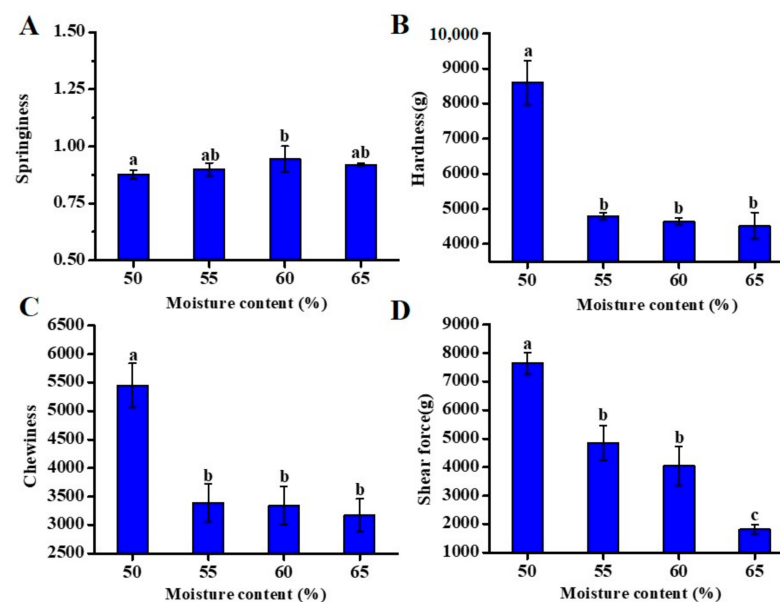 A
1.50
1.25
1.00
0.75
0.50
Springiness
a
ab
b
ab
50 55 60 65
Moisture content (%)
B
10,000
9000
8000
7000
6000
5000
4000
Hardness(g)
a
b
b
b
50 55 60 65
Moisture content (%)
C
6500
6000
5500
5000
4500
4000
3500
3000
2500
Chewiness
a
b
b
b
50 55 60 65
Moisture content (%)
D
9000
8000
7000
6000
5000
4000
3000
2000
1000
Shear force(g)
a
b
b
c
50 55 60 65
Moisture content (%)